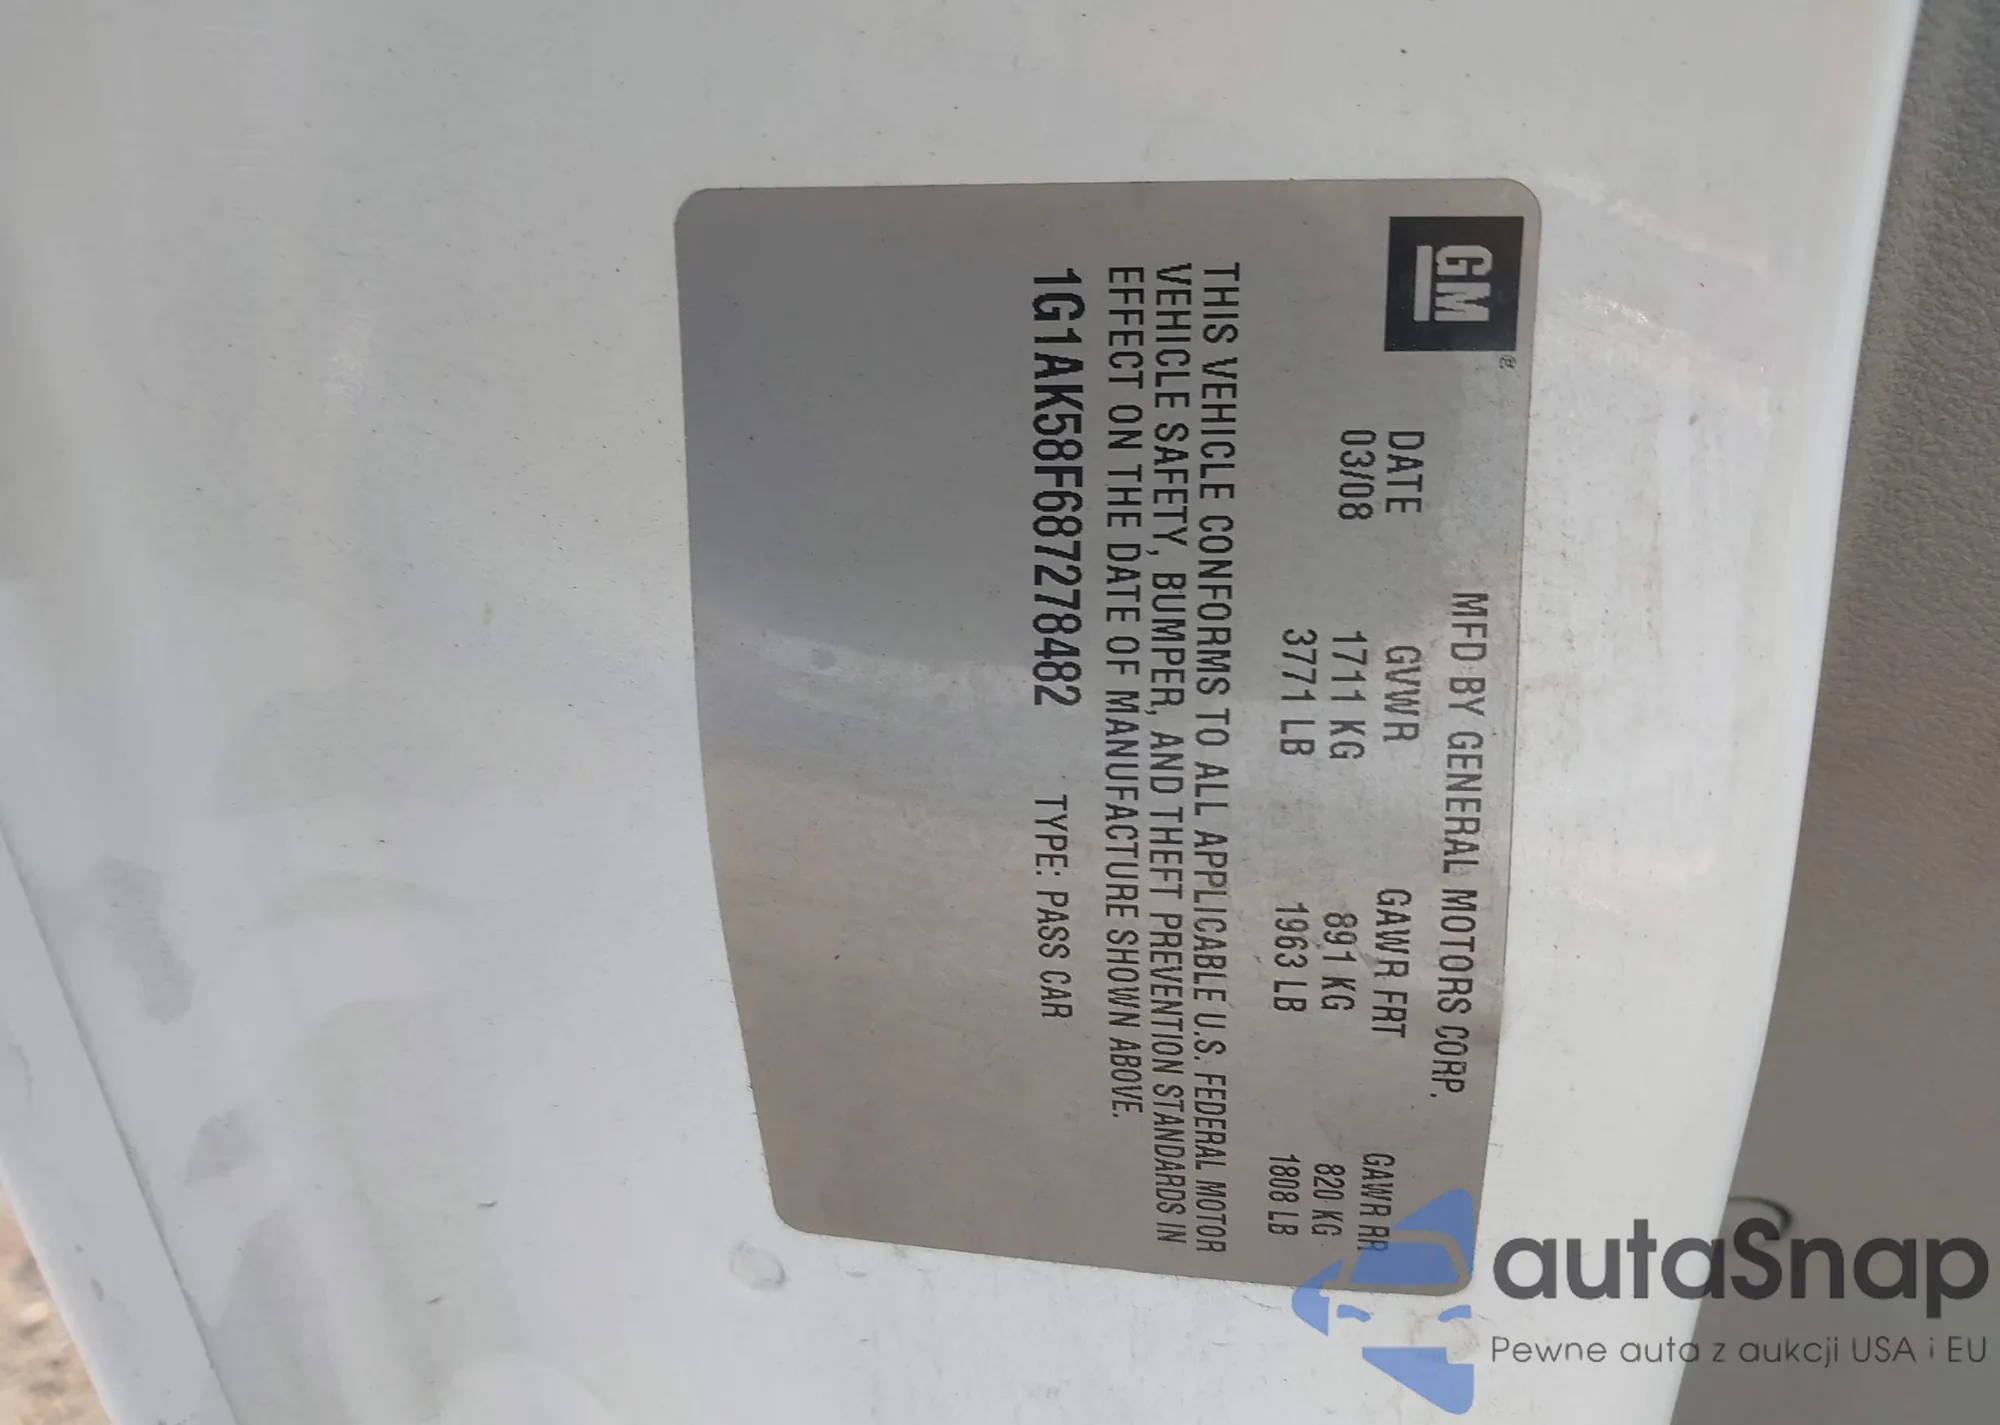 GM®
MFD BY GENERAL MOTORS CORP.
DATE GVWR GAWR FRT GAWR RR
03/08 1711 KG 891 KG 820 KG
3771 LB 1963 LB 1808 LB
THIS VEHICLE CONFORMS TO ALL APPLICABLE U.S. FEDERAL MOTOR
VEHICLE SAFETY, BUMPER, AND THEFT PREVENTION STANDARDS IN
EFFECT ON THE DATE OF MANUFACTURE SHOWN ABOVE.
1G1AK58F687278482 TYPE: PASS CAR
autaSnap
Pewne auta z aukcji USA i EU